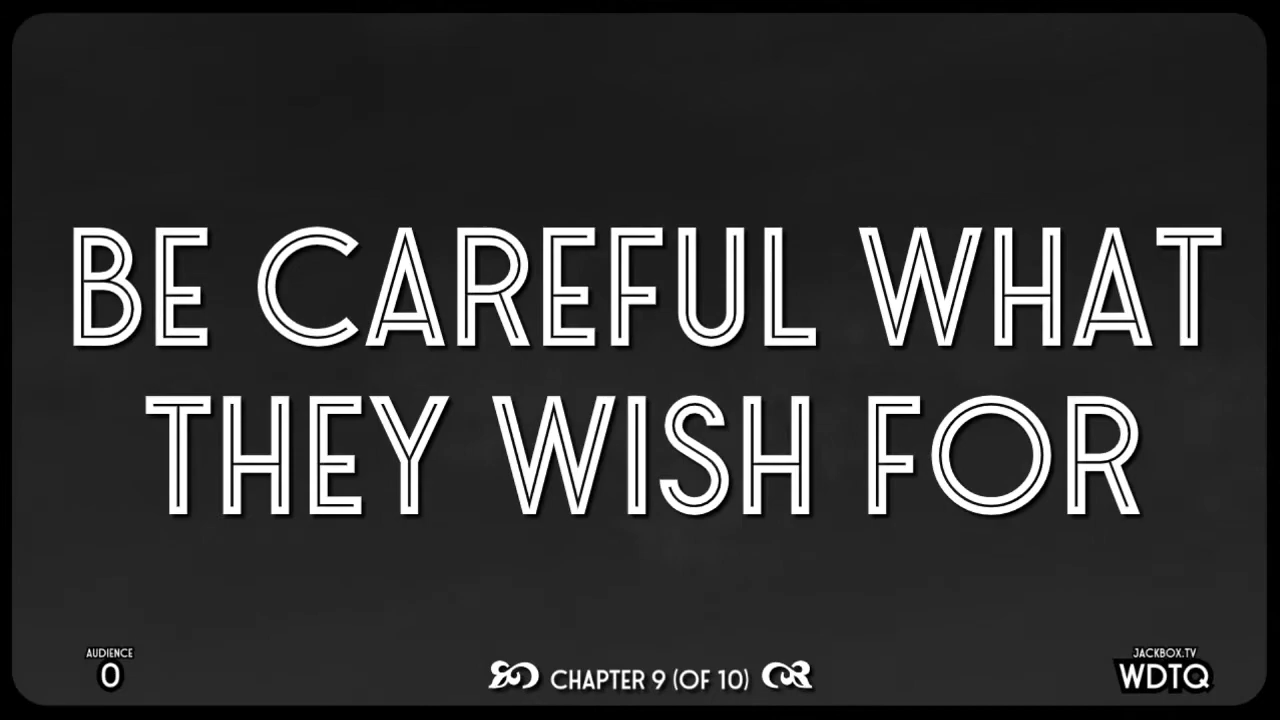 BE CAREFUL WHAT
THEY WISH FOR
AUDIENCE
0
CHAPTER 9 (OF 10)
JACKBOX.TV
WDTQ